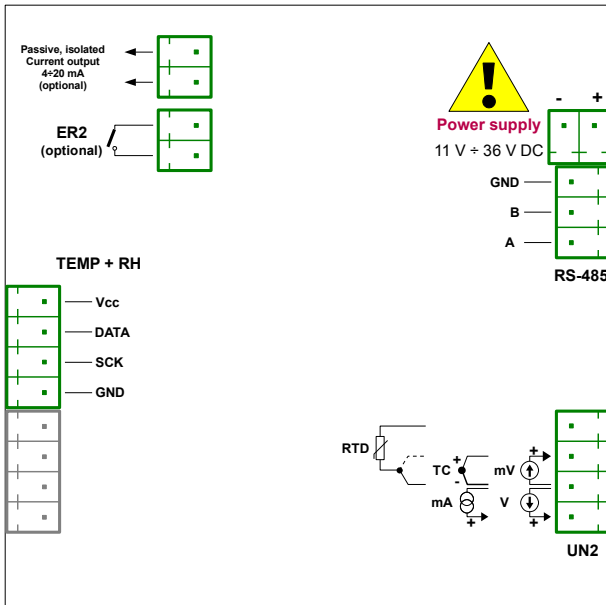 Passive, isolated
Current output
4÷20 mA
(optional)
ER2
(optional)
Power supply
- +
11 V ÷ 36 V DC
GND
B
A
RS-485
TEMP + RH
Vcc
DATA
SCK
GND
RTD
+
TC
-
mA
+
+
mV
V
+
UN2